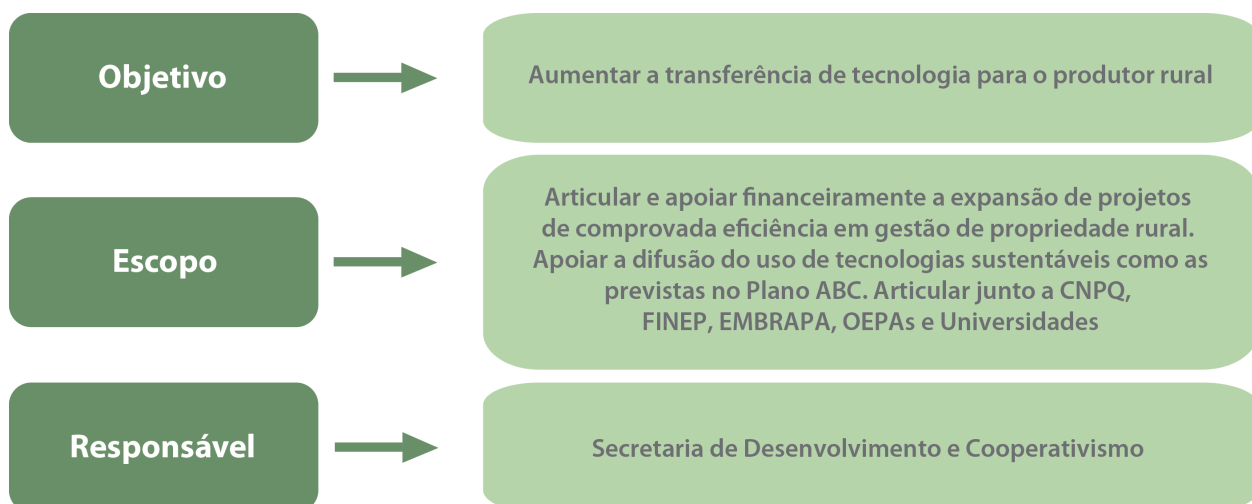 Objetivo
Aumentar a transferência de tecnologia para o produtor rural
Escopo
Articular e apoiar financeiramente a expansão de projetos
de comprovada eficiência em gestão de propriedade rural.
Apoiar a difusão do uso de tecnologias sustentáveis como as
previstas no Plano ABC. Articular junto a CNPQ,
FINEP, EMBRAPA, OEPAs e Universidades
Responsável
Secretaria de Desenvolvimento e Cooperativismo